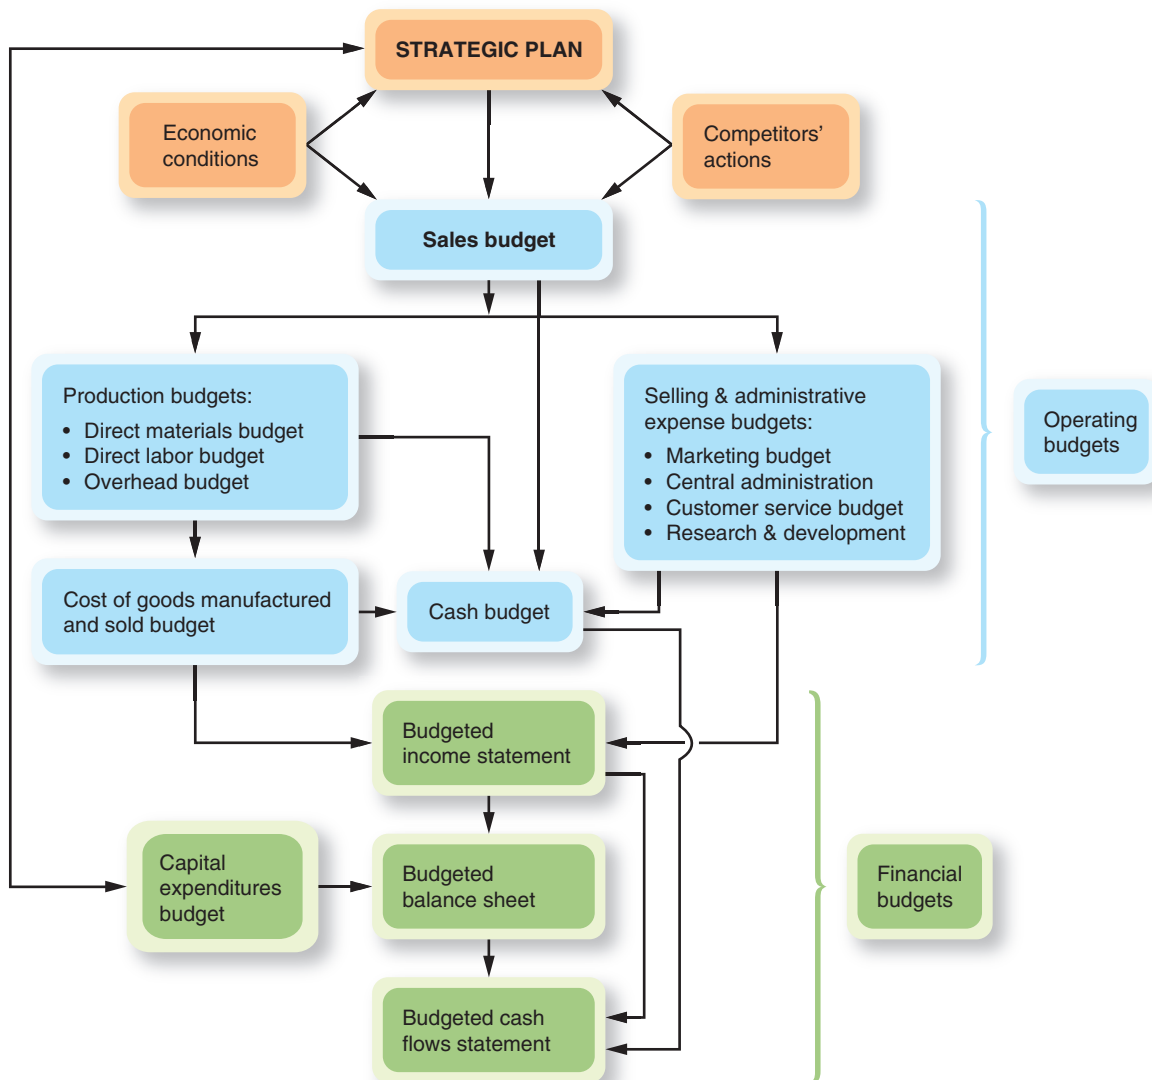 STRATEGIC PLAN
Economic
conditions
Competitors’
actions
Sales budget
Production budgets:
• Direct materials budget
• Direct labor budget
• Overhead budget
Selling & administrative
expense budgets:
• Marketing budget
• Central administration
• Customer service budget
• Research & development
Operating
budgets
Cost of goods manufactured
and sold budget
Cash budget
Budgeted
income statement
Capital
expenditures
budget
Budgeted
balance sheet
Financial
budgets
Budgeted cash
flows statement